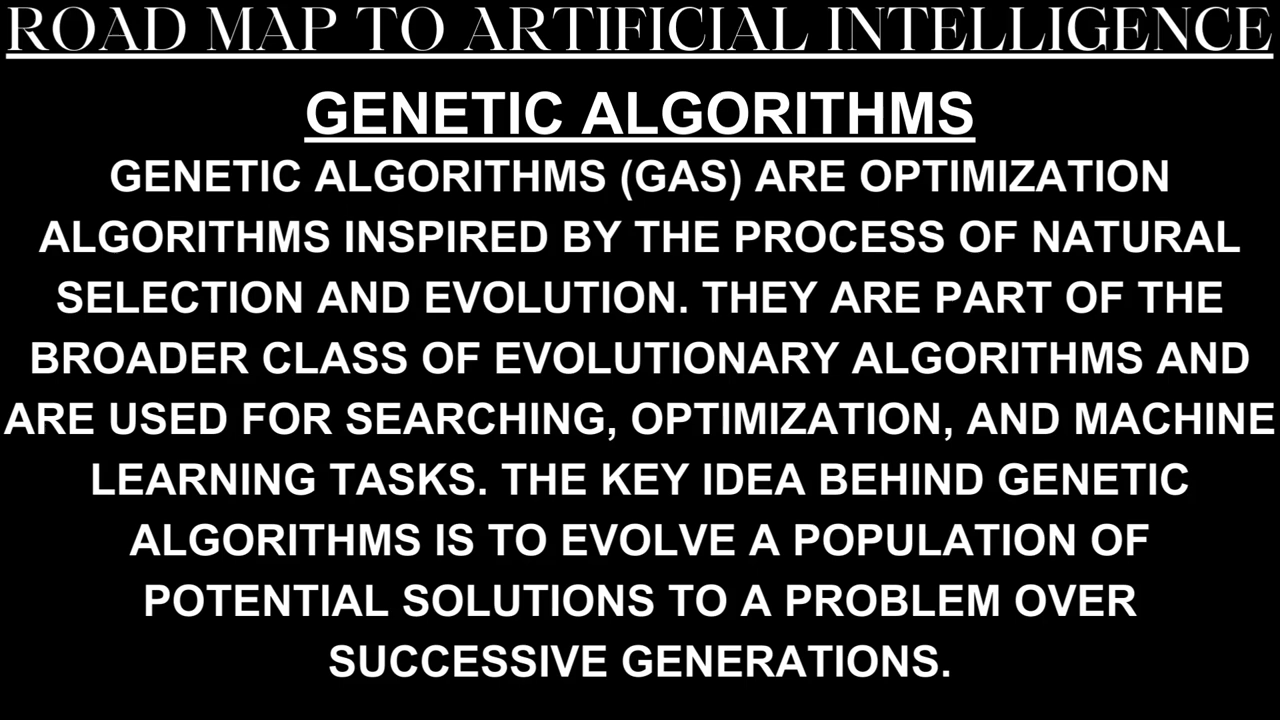 ROAD MAP TO ARTIFICIAL INTELLIGENCE
GENETIC ALGORITHMS
GENETIC ALGORITHMS (GAS) ARE OPTIMIZATION
ALGORITHMS INSPIRED BY THE PROCESS OF NATURAL
SELECTION AND EVOLUTION. THEY ARE PART OF THE
BROADER CLASS OF EVOLUTIONARY ALGORITHMS AND
ARE USED FOR SEARCHING, OPTIMIZATION, AND MACHINE
LEARNING TASKS. THE KEY IDEA BEHIND GENETIC
ALGORITHMS IS TO EVOLVE A POPULATION OF
POTENTIAL SOLUTIONS TO A PROBLEM OVER
SUCCESSIVE GENERATIONS.